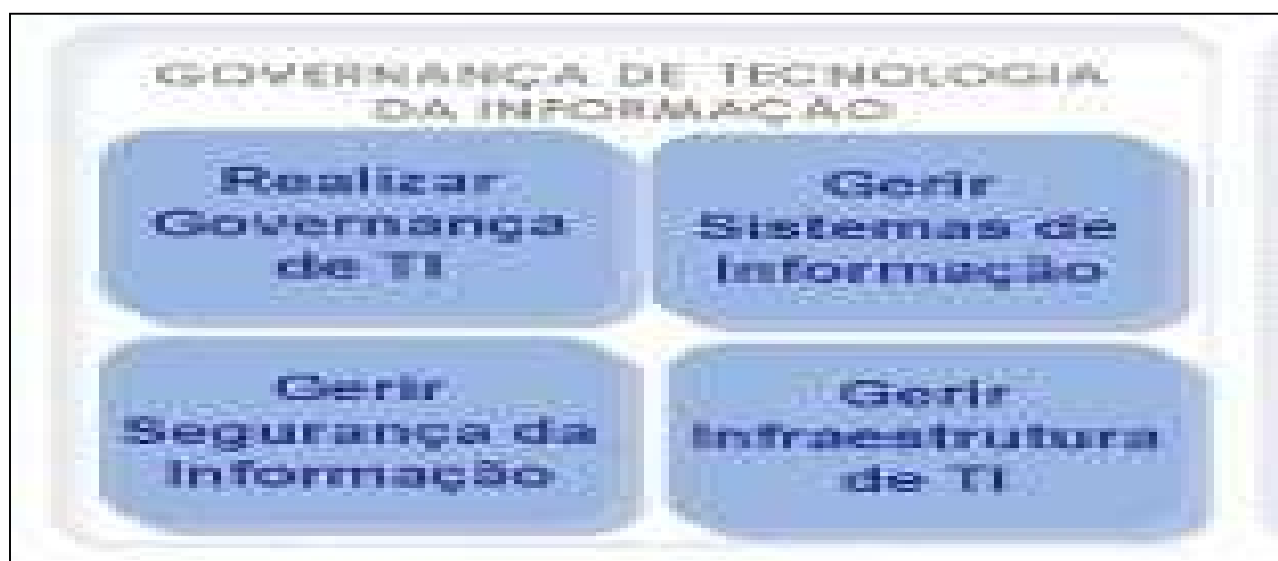 GOVERNANÇA DE TECNOLOGIA
DA INFORMAÇÃO
Realizar
Governança
de TI
Gerir
Sistemas de
Informação
Gerir
Segurança da
Informação
Gerir
Infraestrutura
de TI